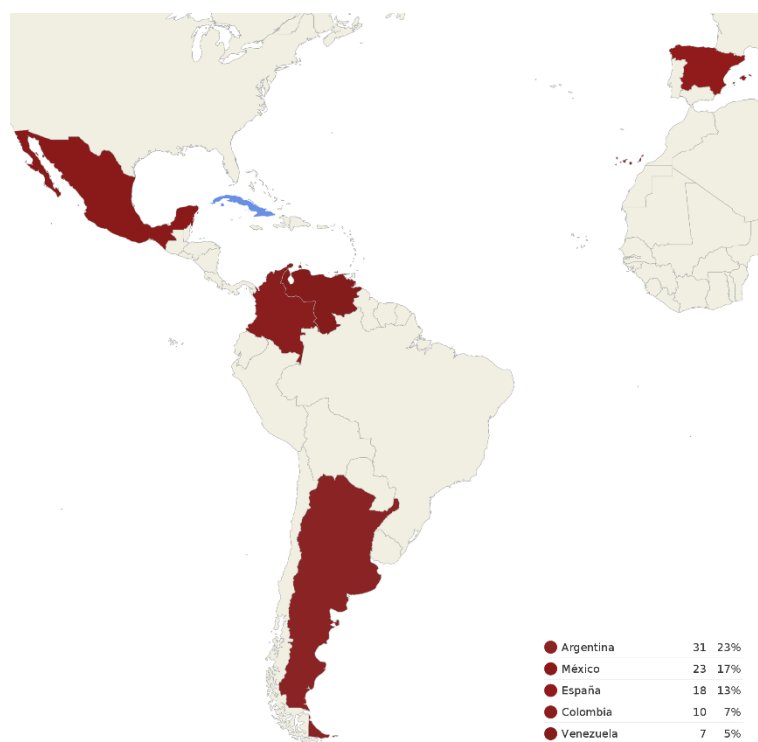 Argentina 31 23%
México 23 17%
España 18 13%
Colombia 10 7%
Venezuela 7 5%